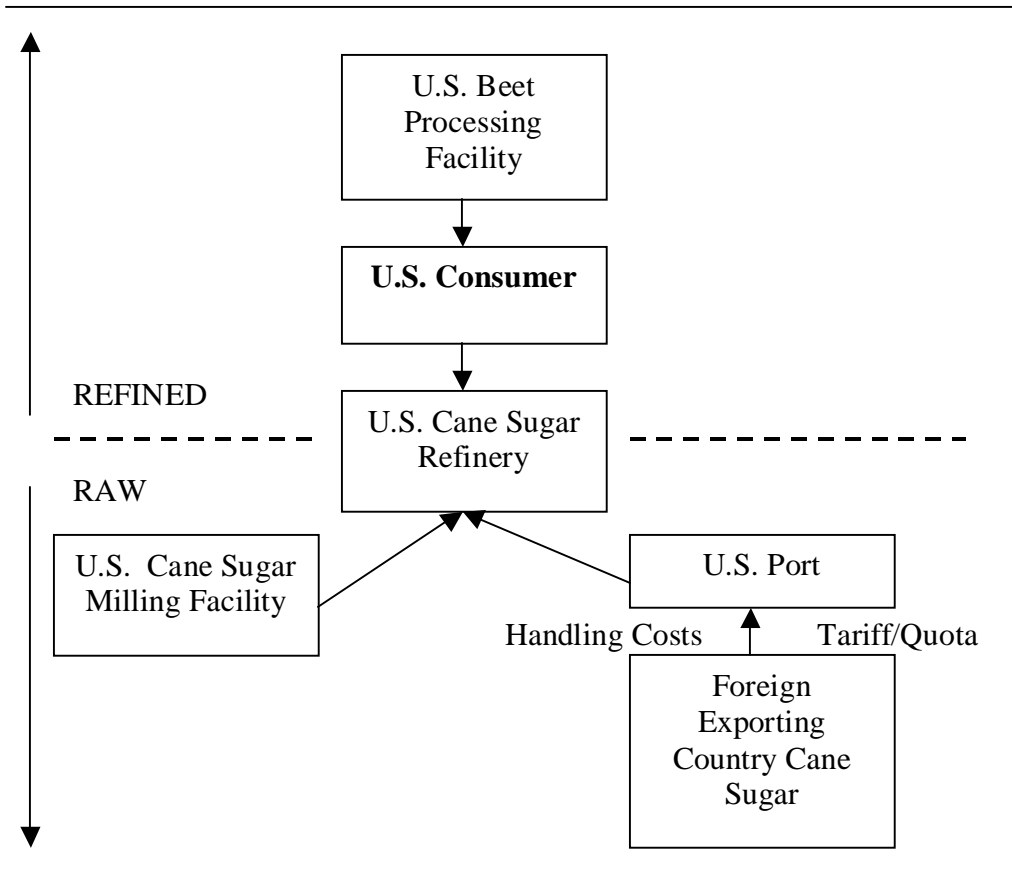 U.S. Beet
Processing
Facility
U.S. Consumer
REFINED
U.S. Cane Sugar
Refinery
RAW
U.S. Cane Sugar
Milling Facility
U.S. Port
Handling Costs
Tariff/Quota
Foreign
Exporting
Country Cane
Sugar